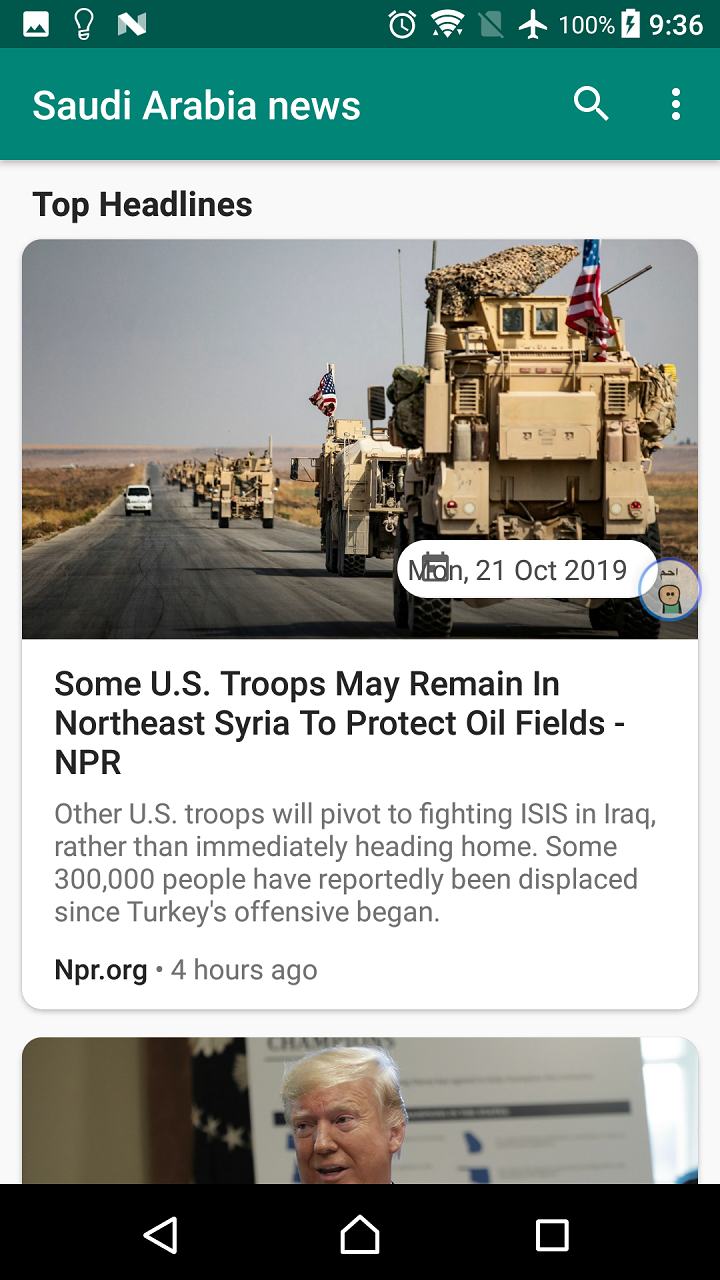 100% 9:36
Saudi Arabia news
Top Headlines
Mon, 21 Oct 2019
احمد
Some U.S. Troops May Remain In
Northeast Syria To Protect Oil Fields -
NPR
Other U.S. troops will pivot to fighting ISIS in Iraq,
rather than immediately heading home. Some
300,000 people have reportedly been displaced
since Turkey's offensive began.
Npr.org • 4 hours ago
CHAMPIONS